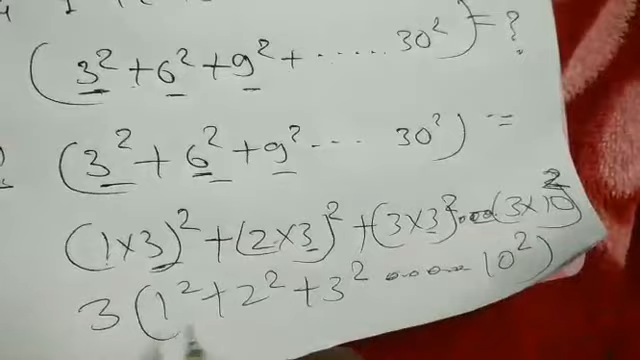 (3² + 6² + 9² + ...... 30²) = ?
(3² + 6² + 9² .... 30²) =
(1×3)² + (2×3)² + (3×3)² .... (3×10)²
3(1² + 2² + 3² ..... 10²)